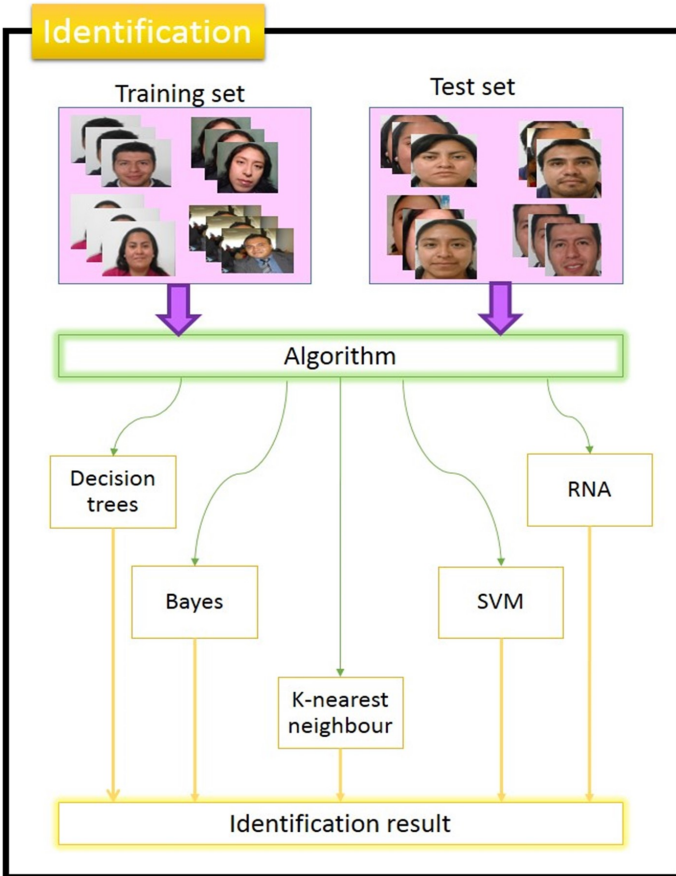 Identification
Training set
Test set
Algorithm
Decision
trees
RNA
Bayes
SVM
K-nearest
neighbour
Identification result